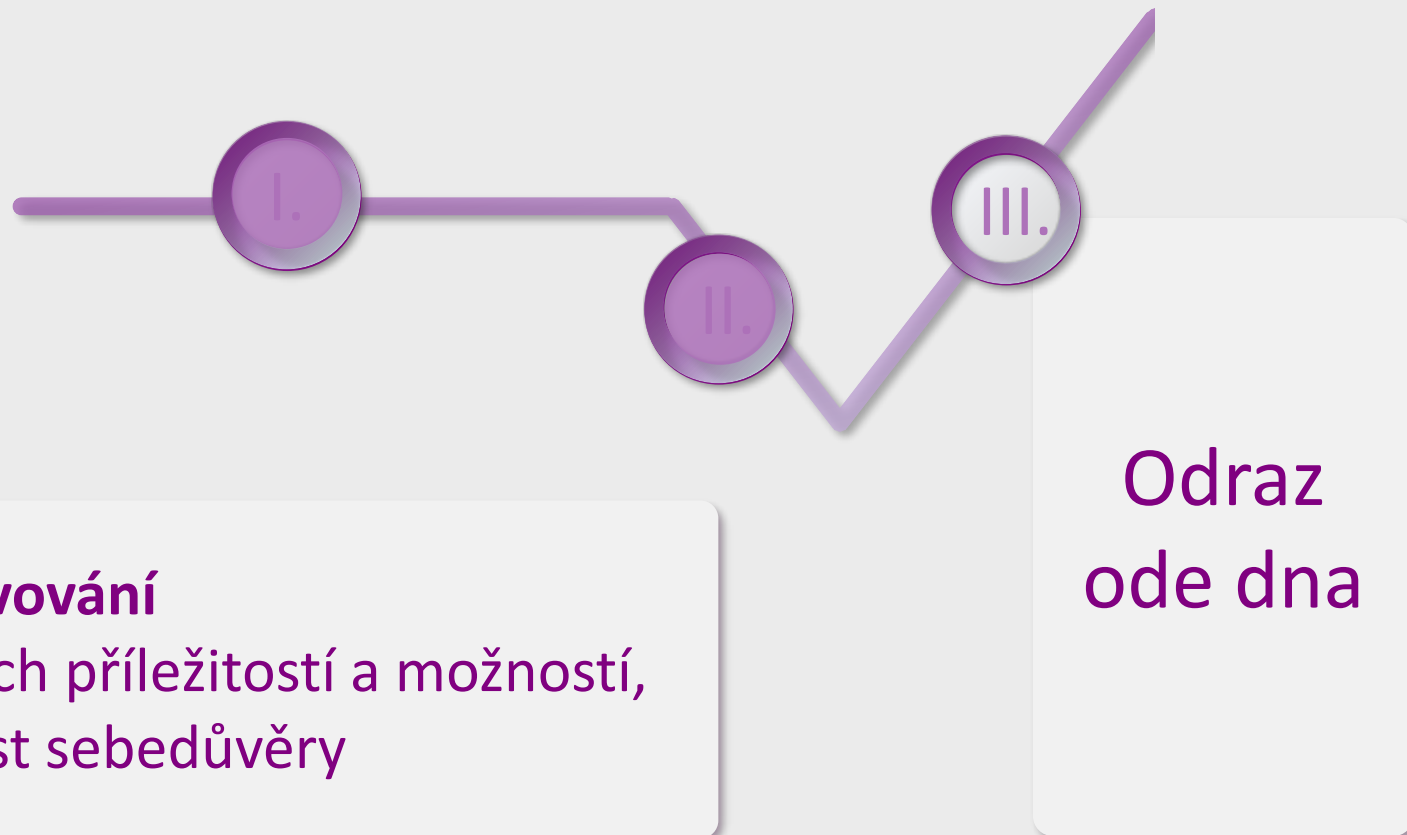 I.
II.
III.
vování
ch příležitostí a možností,
st sebedůvěry
Odraz
ode dna